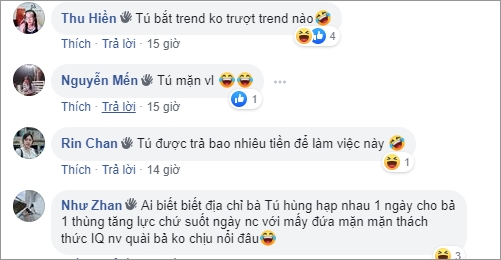 Thu Hiền Tú bắt trend ko trượt trend nào🤣
😆👍 4
Thích · Trả lời · 15 giờ
Nguyễn Mến Tú mặn vl 😂😂
👍 1
Thích · Trả lời · 15 giờ
Rin Chan Tú được trả bao nhiêu tiền để làm việc này 🤣
😆 1
Thích · Trả lời · 14 giờ
Như Zhan Ai biết biết địa chỉ bà Tú hùng hạp nhau 1 ngày cho bả
1 thùng tăng lực chứ suốt ngày nc với mấy đứa mặn mặn thách
thức IQ nv quài bả ko chịu nổi đâu😂
😆 3